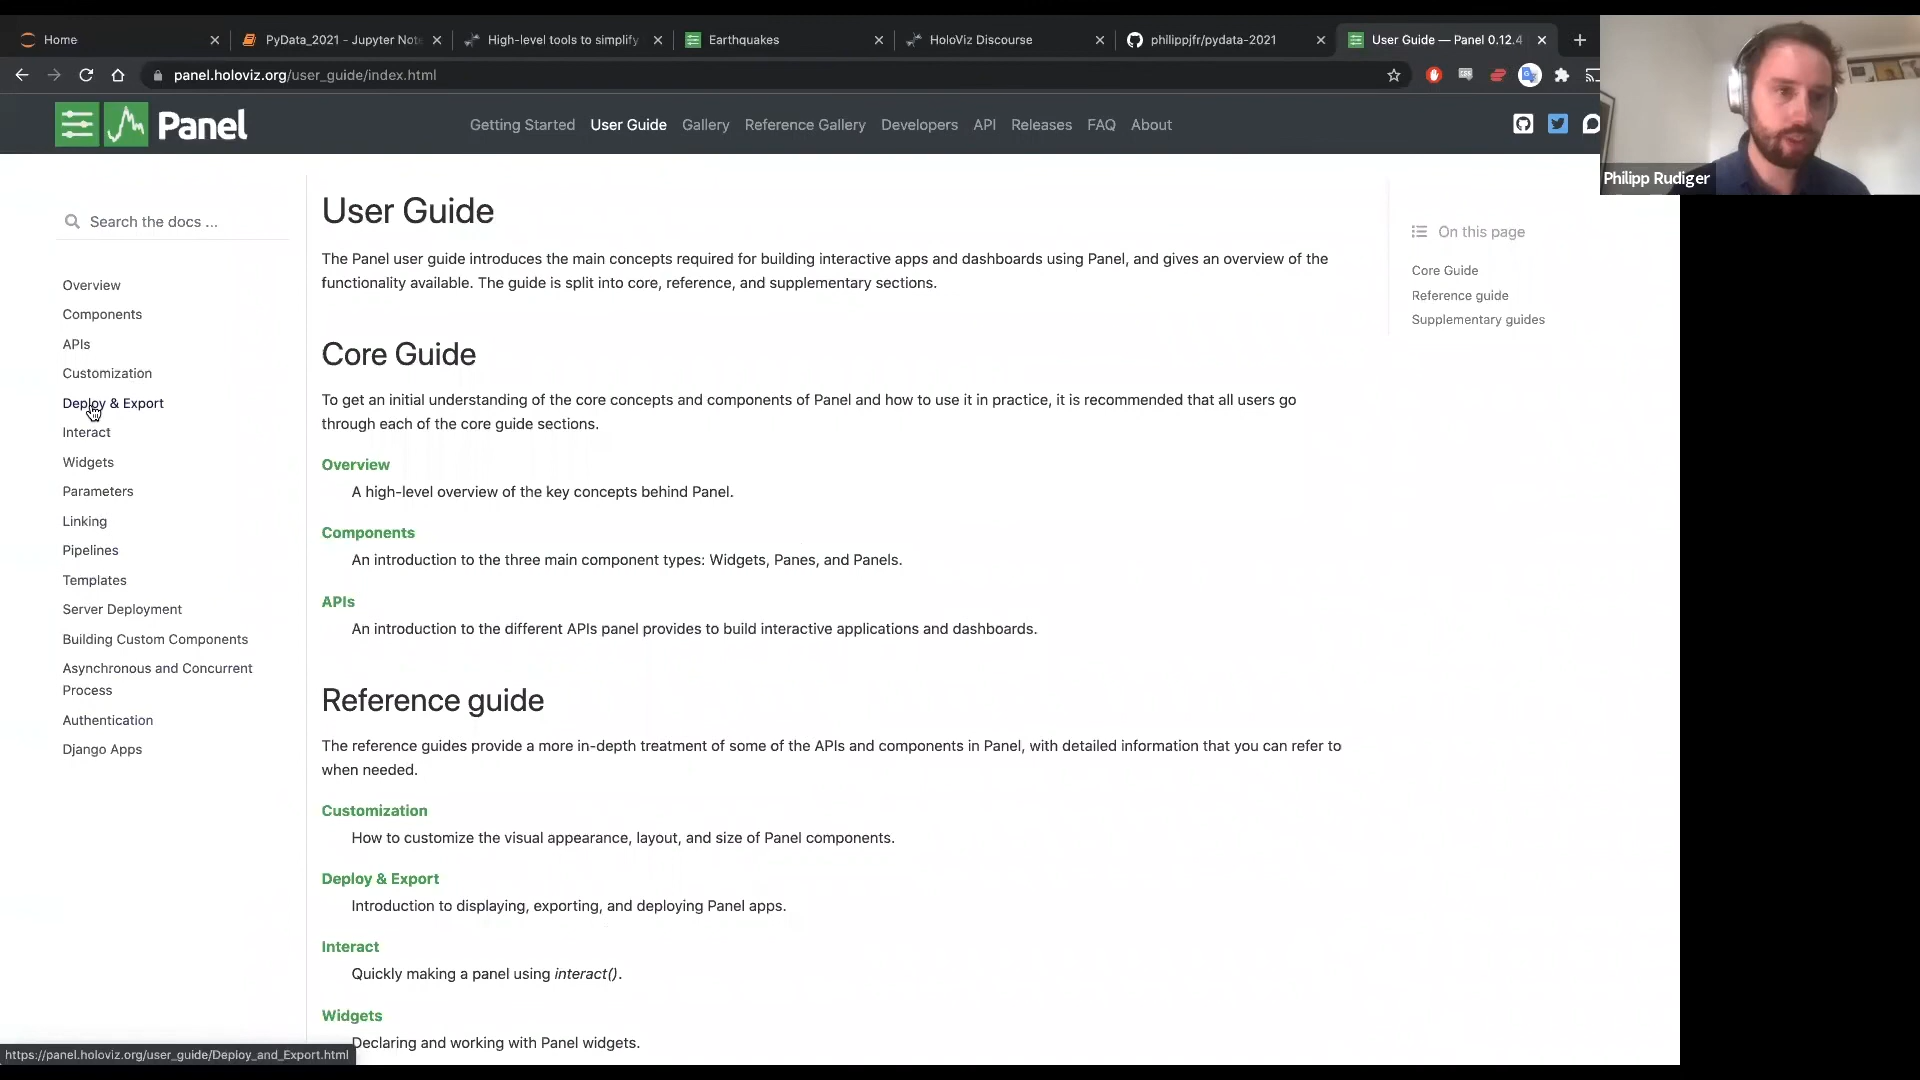 Home
PyData_2021 - Jupyter Note
High-level tools to simplify
Earthquakes
HoloViz Discourse
philippjfr/pydata-2021
User Guide — Panel 0.12.4
panel.holoviz.org/user_guide/index.html
Panel
Getting Started
User Guide
Gallery
Reference Gallery
Developers
API
Releases
FAQ
About
Philipp Rudiger
Search the docs ...
Overview
Components
APIs
Customization
Deploy & Export
Interact
Widgets
Parameters
Linking
Pipelines
Templates
Server Deployment
Building Custom Components
Asynchronous and Concurrent
Process
Authentication
Django Apps
User Guide
The Panel user guide introduces the main concepts required for building interactive apps and dashboards using Panel, and gives an overview of the
functionality available. The guide is split into core, reference, and supplementary sections.
Core Guide
To get an initial understanding of the core concepts and components of Panel and how to use it in practice, it is recommended that all users go
through each of the core guide sections.
Overview
A high-level overview of the key concepts behind Panel.
Components
An introduction to the three main component types: Widgets, Panes, and Panels.
APIs
An introduction to the different APIs panel provides to build interactive applications and dashboards.
Reference guide
The reference guides provide a more in-depth treatment of some of the APIs and components in Panel, with detailed information that you can refer to
when needed.
Customization
How to customize the visual appearance, layout, and size of Panel components.
Deploy & Export
Introduction to displaying, exporting, and deploying Panel apps.
Interact
Quickly making a panel using interact().
Widgets
Declaring and working with Panel widgets.
On this page
Core Guide
Reference guide
Supplementary guides
https://panel.holoviz.org/user_guide/Deploy_and_Export.html